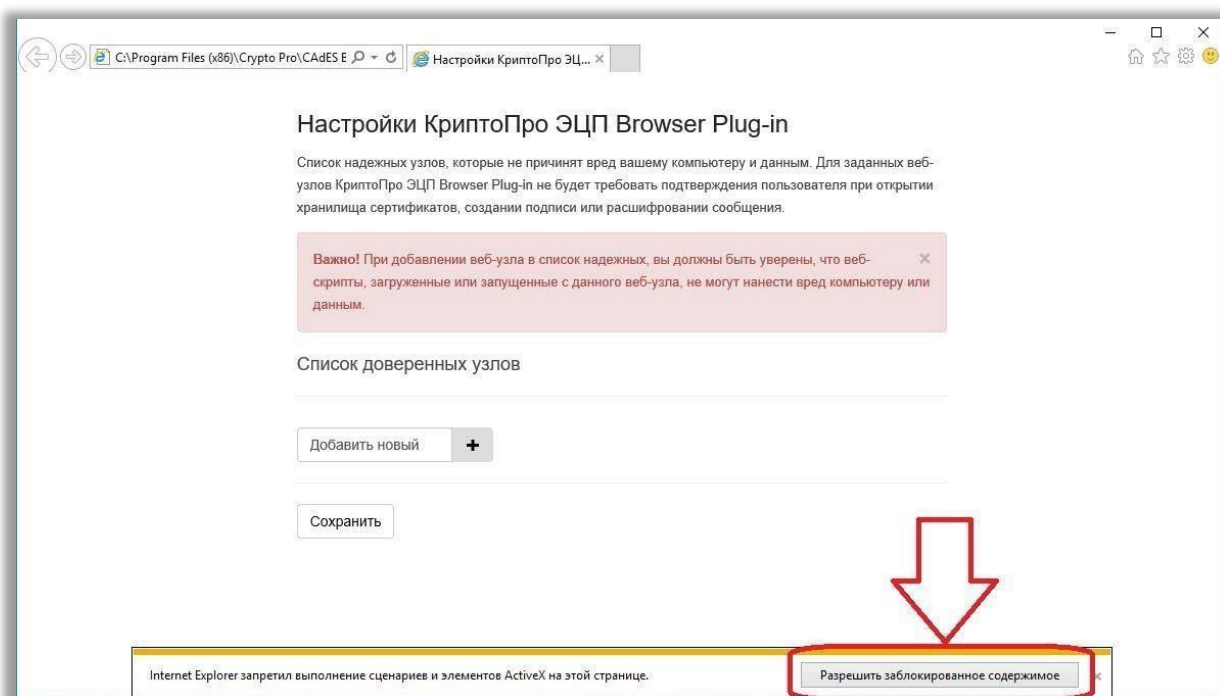 C:\Program Files (x86)\Crypto Pro\CAdES E
Настройки КриптоПро ЭЦ...
Настройки КриптоПро ЭЦП Browser Plug-in
Список надежных узлов, которые не причинят вред вашему компьютеру и данным. Для заданных веб-
узлов КриптоПро ЭЦП Browser Plug-in не будет требовать подтверждения пользователя при открытии
хранилища сертификатов, создании подписи или расшифровании сообщения.
Важно! При добавлении веб-узла в список надежных, вы должны быть уверены, что веб-
скрипты, загруженные или запущенные с данного веб-узла, не могут нанести вред компьютеру или
данным.
Список доверенных узлов
Добавить новый
Сохранить
Internet Explorer запретил выполнение сценариев и элементов ActiveX на этой странице.
Разрешить заблокированное содержимое